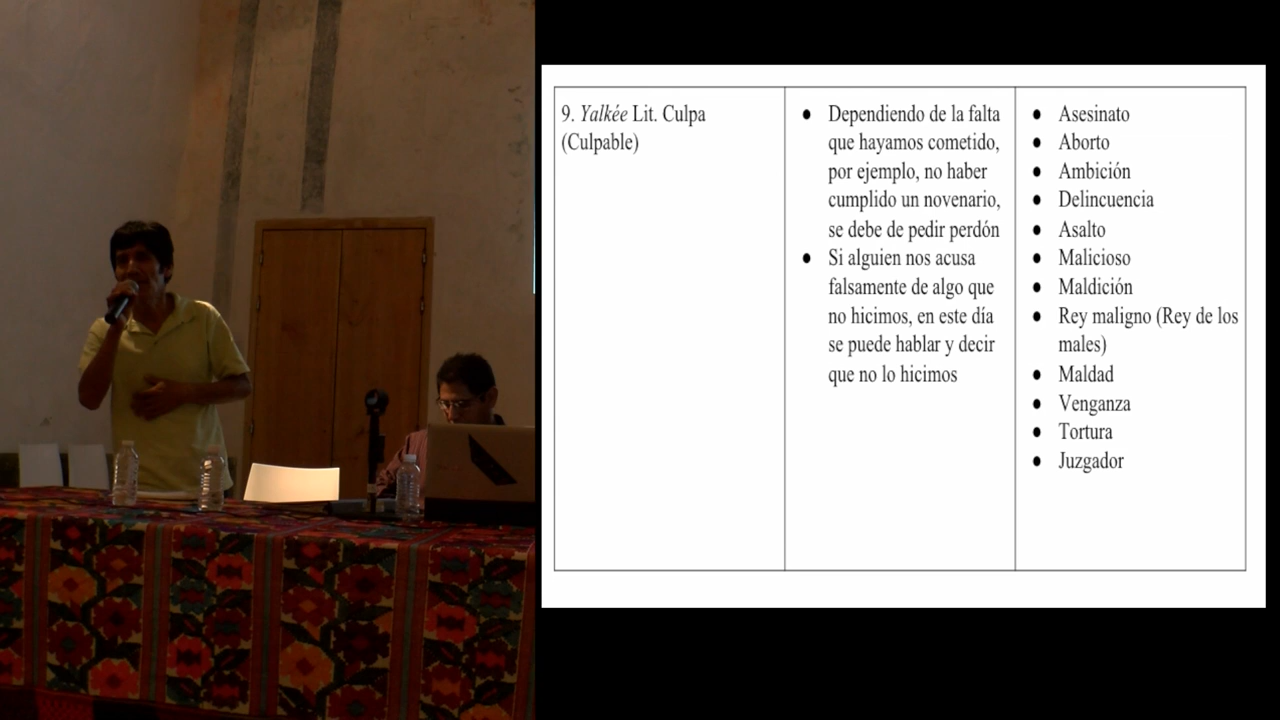 9. Yalkée Lit. Culpa
(Culpable)
● Dependiendo de la falta
que hayamos cometido,
por ejemplo, no haber
cumplido un novenario,
se debe de pedir perdón
● Si alguien nos acusa
falsamente de algo que
no hicimos, en este día
se puede hablar y decir
que no lo hicimos
● Asesinato
● Aborto
● Ambición
● Delincuencia
● Asalto
● Malicioso
● Maldición
● Rey maligno (Rey de los
males)
● Maldad
● Venganza
● Tortura
● Juzgador